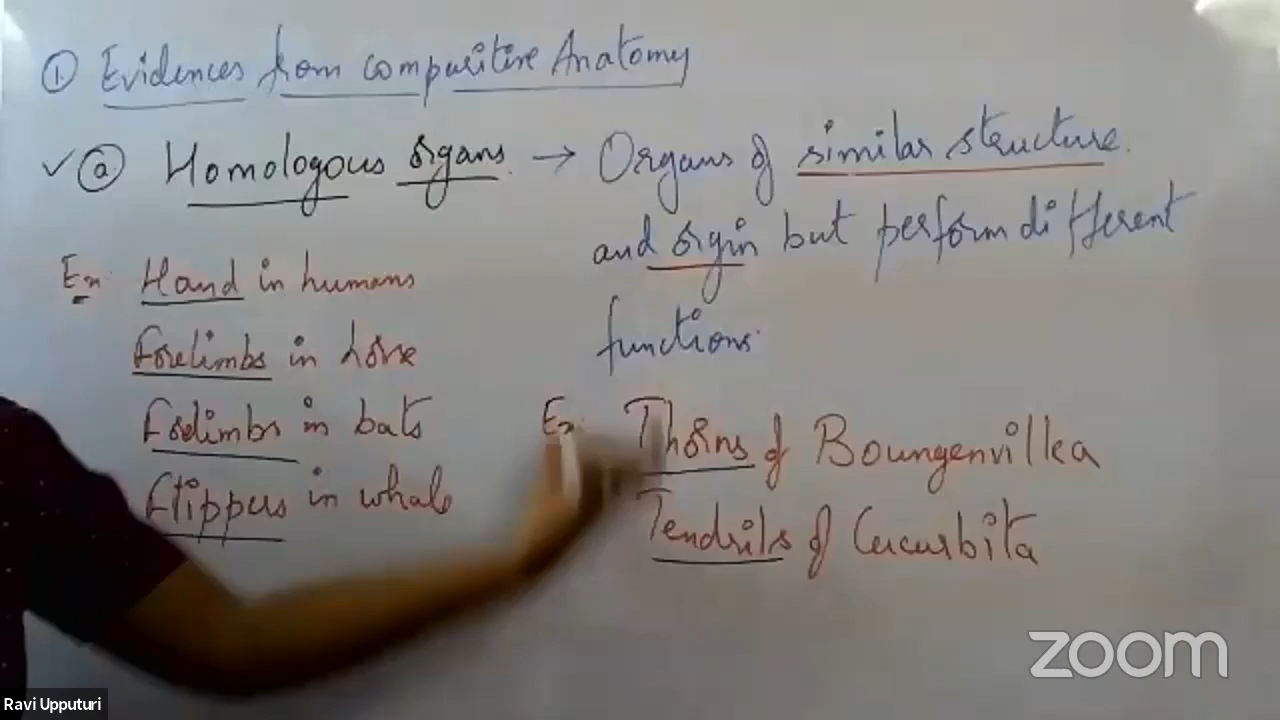 ① Evidences from comparitive Anatomy
✓ ⓐ Homologous organs → Organs of similar structure.
and orgin but perform different
functions.
Ex: Hand in humans
Forelimbs in horse
Forelimbs in bats
Flippers in whale
Ex: Thorns of Boungenvillea
Tendrils of Cucurbita
zoom
Ravi Upputuri